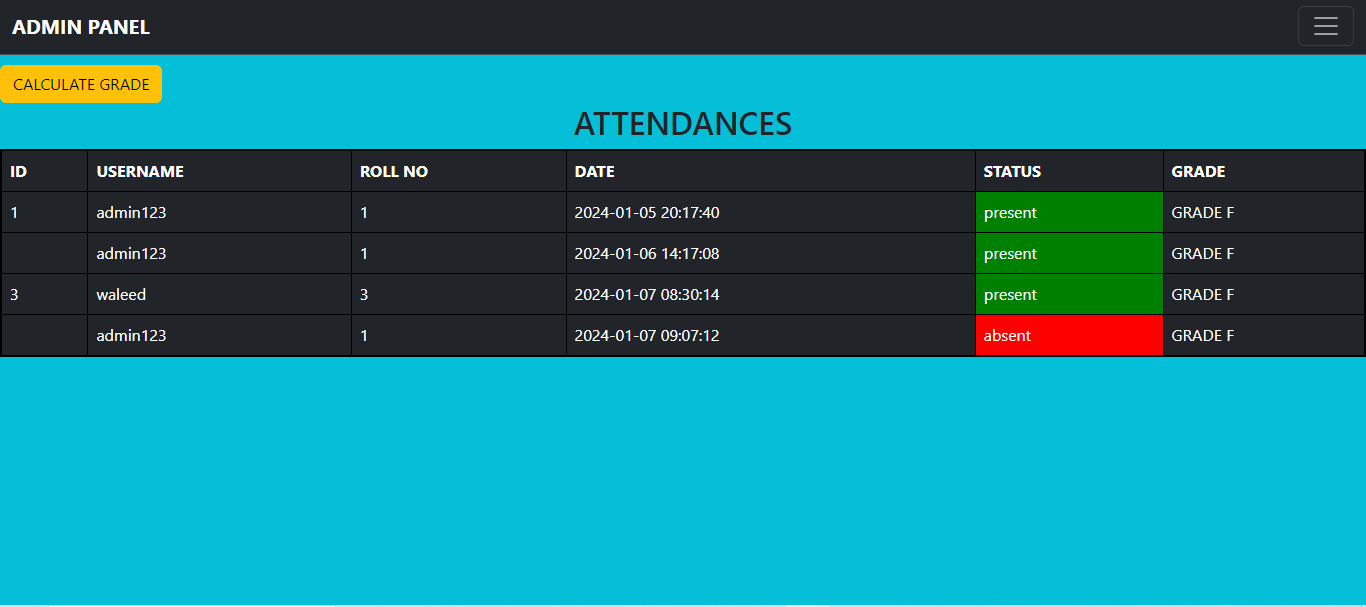 ADMIN PANEL
CALCULATE GRADE
ATTENDANCES
ID USERNAME ROLL NO DATE STATUS GRADE
1 admin123 1 2024-01-05 20:17:40 present GRADE F
admin123 1 2024-01-06 14:17:08 present GRADE F
3 waleed 3 2024-01-07 08:30:14 present GRADE F
admin123 1 2024-01-07 09:07:12 absent GRADE F